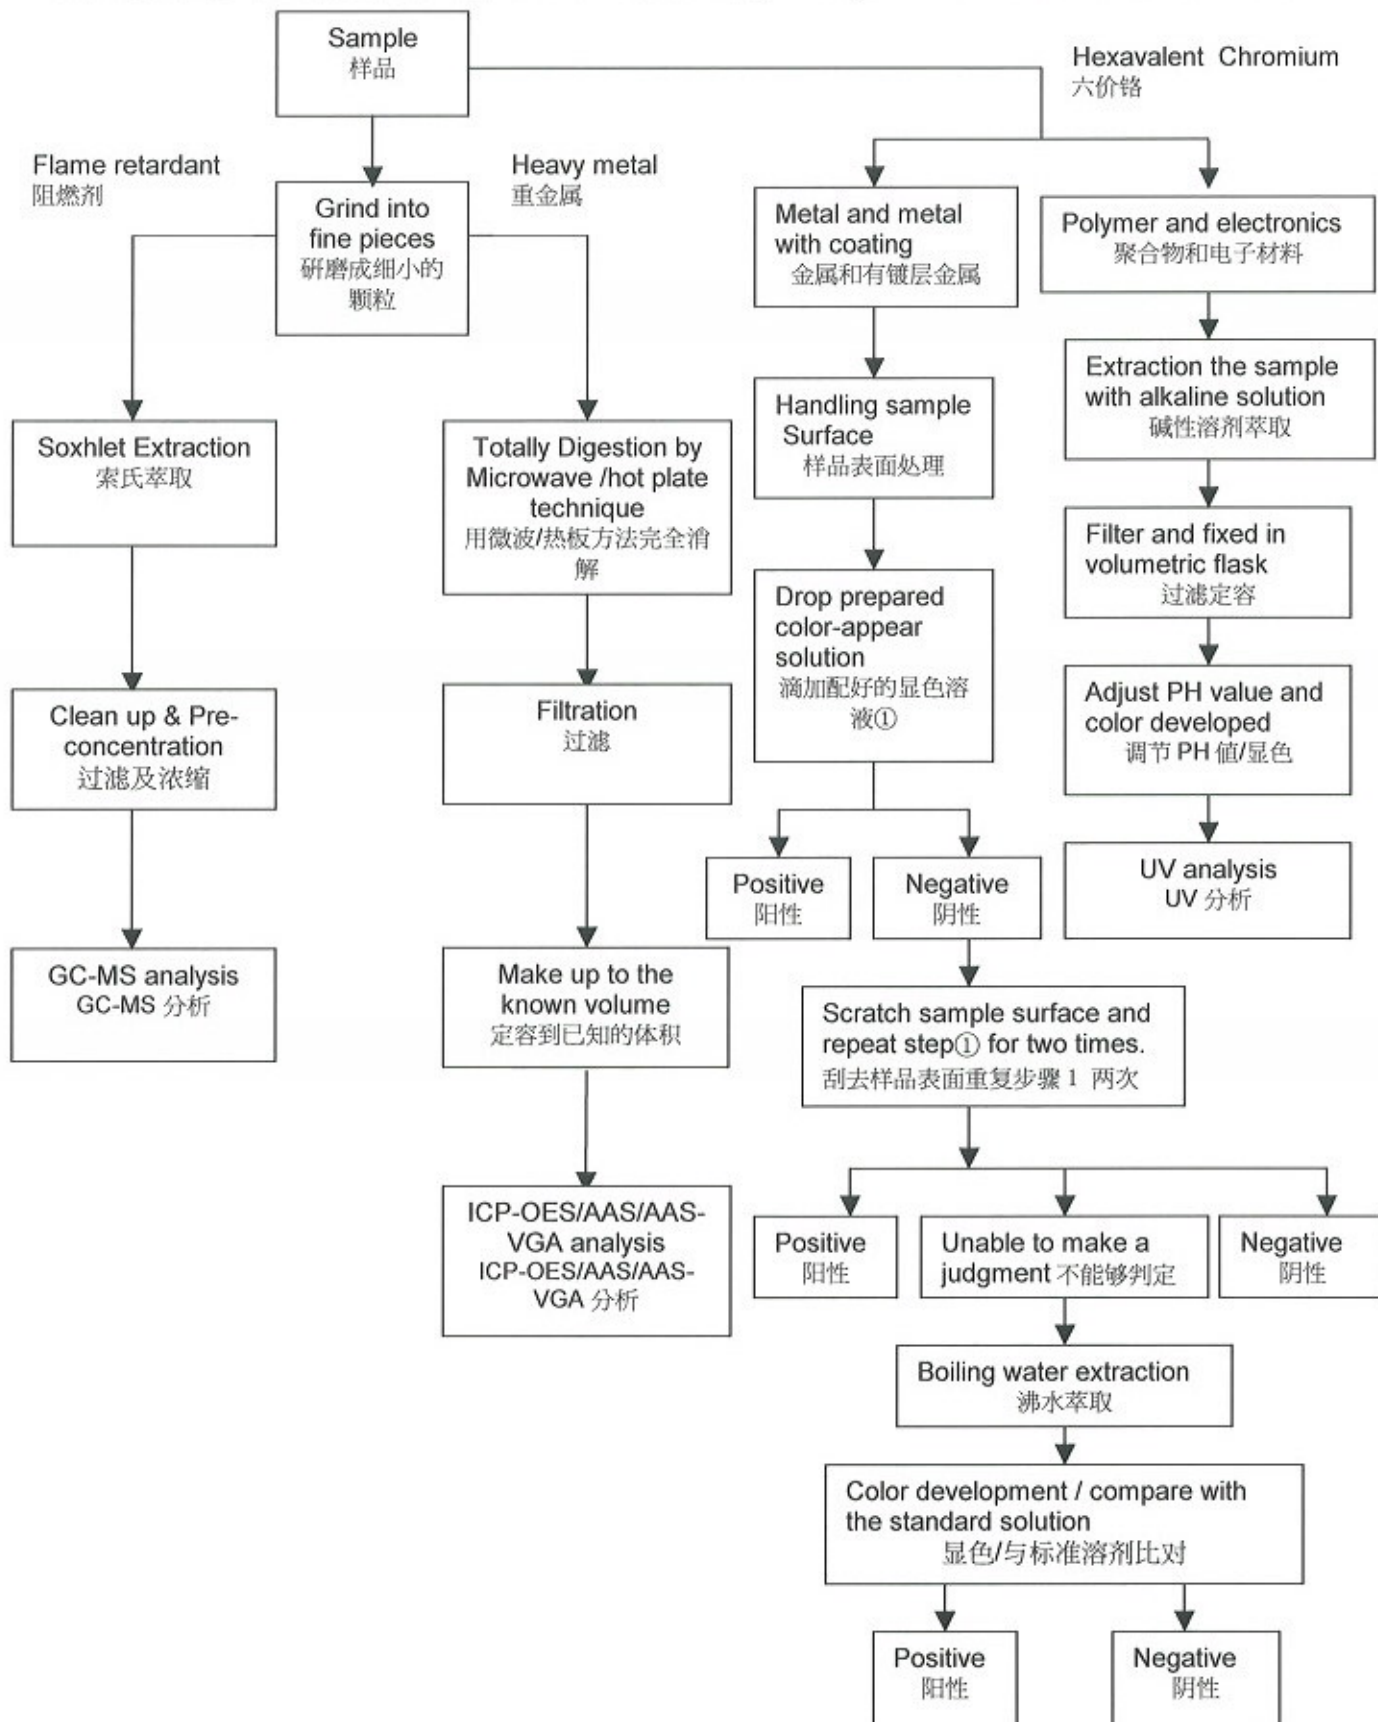 Sample
样品
Hexavalent Chromium
六价铬
Flame retardant
阻燃剂
Heavy metal
重金属
Grind into
fine pieces
研磨成细小的
颗粒
Metal and metal
with coating
金属和有镀层金属
Polymer and electronics
聚合物和电子材料
Soxhlet Extraction
索氏萃取
Totally Digestion by
Microwave /hot plate
technique
用微波/热板方法完全消
解
Handling sample
Surface
样品表面处理
Extraction the sample
with alkaline solution
碱性溶剂萃取
Filter and fixed in
volumetric flask
过滤定容
Drop prepared
color-appear
solution
滴加配好的显色溶
液①
Clean up & Pre-
concentration
过滤及浓缩
Filtration
过滤
Adjust PH value and
color developed
调节 PH 值/显色
Positive
阳性
Negative
阴性
UV analysis
UV 分析
GC-MS analysis
GC-MS 分析
Make up to the
known volume
定容到已知的体积
Scratch sample surface and
repeat step① for two times.
刮去样品表面重复步骤 1 两次
ICP-OES/AAS/AAS-
VGA analysis
ICP-OES/AAS/AAS-
VGA 分析
Positive
阳性
Unable to make a
judgment 不能够判定
Negative
阴性
Boiling water extraction
沸水萃取
Color development / compare with
the standard solution
显色/与标准溶剂比对
Positive
阳性
Negative
阴性